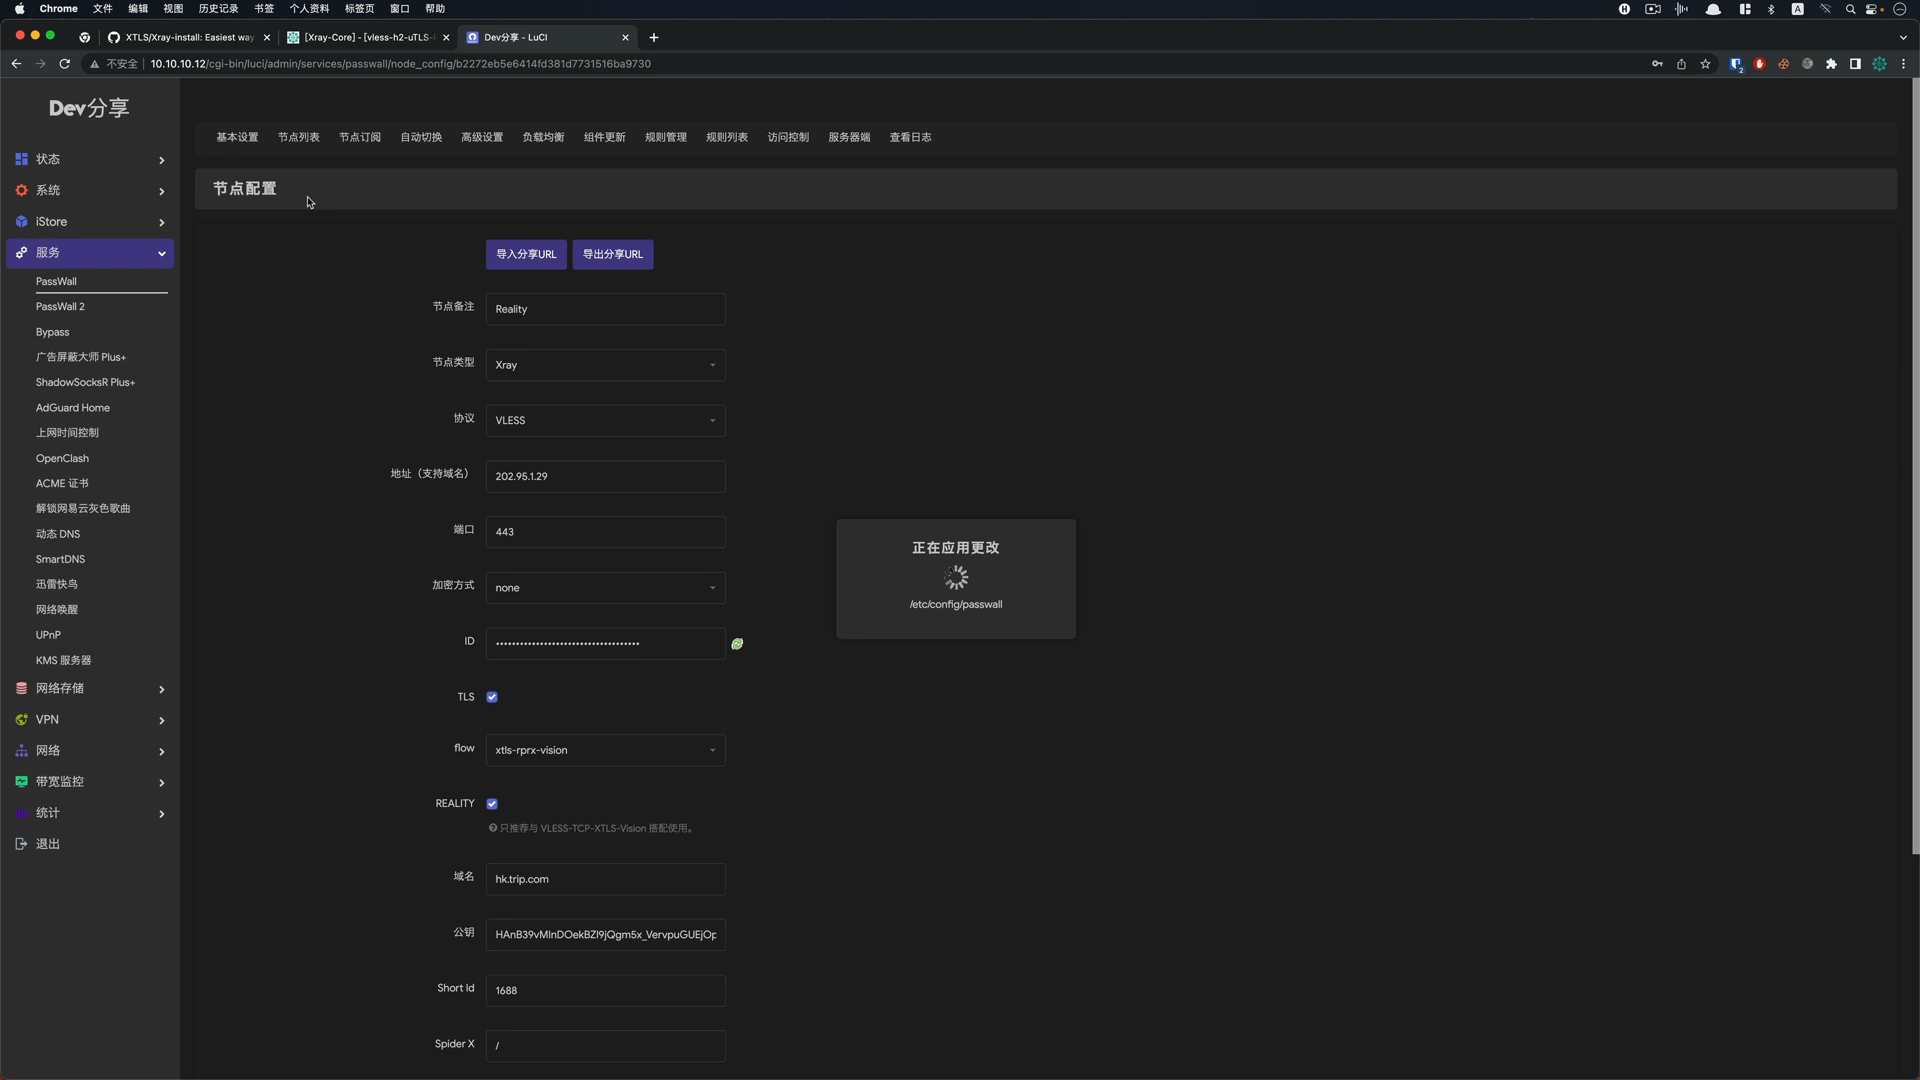 Chrome 文件 编辑 视图 历史记录 书签 个人资料 标签页 窗口 帮助
XTLS/Xray-install: Easiest way
[Xray-Core] - [vless-h2-uTLS-
Dev分享 - LuCI
不安全 10.10.10.12/cgi-bin/luci/admin/services/passwall/node_config/b2272eb5e6414fd381d7731516ba9730
Dev分享
状态
系统
iStore
服务
PassWall
PassWall 2
Bypass
广告屏蔽大师 Plus+
ShadowSocksR Plus+
AdGuard Home
上网时间控制
OpenClash
ACME 证书
解锁网易云灰色歌曲
动态 DNS
SmartDNS
迅雷快鸟
网络唤醒
UPnP
KMS 服务器
网络存储
VPN
网络
带宽监控
统计
退出
基本设置 节点列表 节点订阅 自动切换 高级设置 负载均衡 组件更新 规则管理 规则列表 访问控制 服务器端 查看日志
节点配置
导入分享URL 导出分享URL
节点备注 Reality
节点类型 Xray
协议 VLESS
地址（支持域名） 202.95.1.29
端口 443
加密方式 none
ID ••••••••••••••••••••••••••••••••••••
TLS
flow xtls-rprx-vision
REALITY
只推荐与 VLESS-TCP-XTLS-Vision 搭配使用。
域名 hk.trip.com
公钥 HAnB39vMlnDOekBZl9jQgm5x_VervpuGUEjOp
Short Id 1688
Spider X /
正在应用更改
/etc/config/passwall